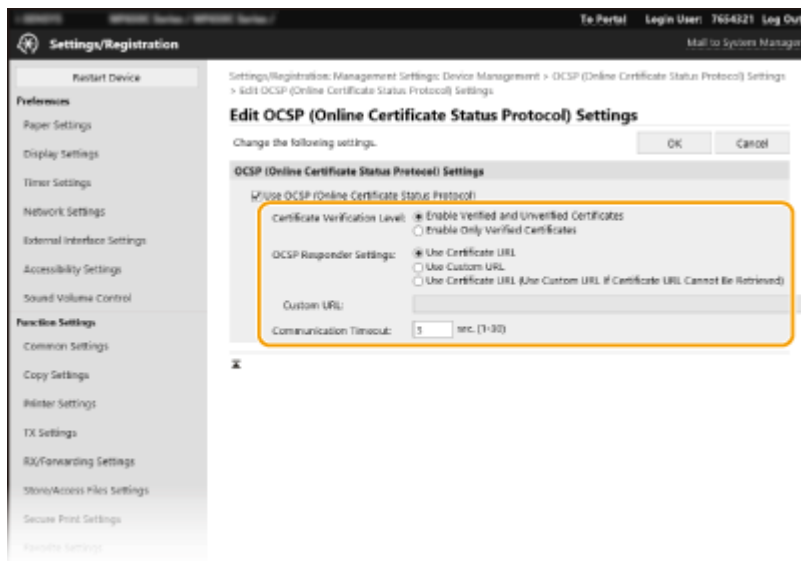 To Portal Login User: 7654321 Log Out
Settings/Registration
Mail to System Manager
Restart Device
Preferences
Paper Settings
Display Settings
Timer Settings
Network Settings
External Interface Settings
Accessibility Settings
Sound Volume Control
Function Settings
Common Settings
Copy Settings
Printer Settings
TX Settings
RX/Forwarding Settings
Store/Access Files Settings
Secure Print Settings
Settings/Registration: Management Settings: Device Management > OCSP (Online Certificate Status Protocol) Settings
> Edit OCSP (Online Certificate Status Protocol) Settings
Edit OCSP (Online Certificate Status Protocol) Settings
Change the following settings.
OK Cancel
OCSP (Online Certificate Status Protocol) Settings
Use OCSP (Online Certificate Status Protocol)
Certificate Verification Level: Enable Verified and Unverified Certificates
Enable Only Verified Certificates
OCSP Responder Settings: Use Certificate URL
Use Custom URL
Use Certificate URL (Use Custom URL if Certificate URL Cannot Be Retrieved)
Custom URL:
Communication Timeout: 3 sec. (1-30)